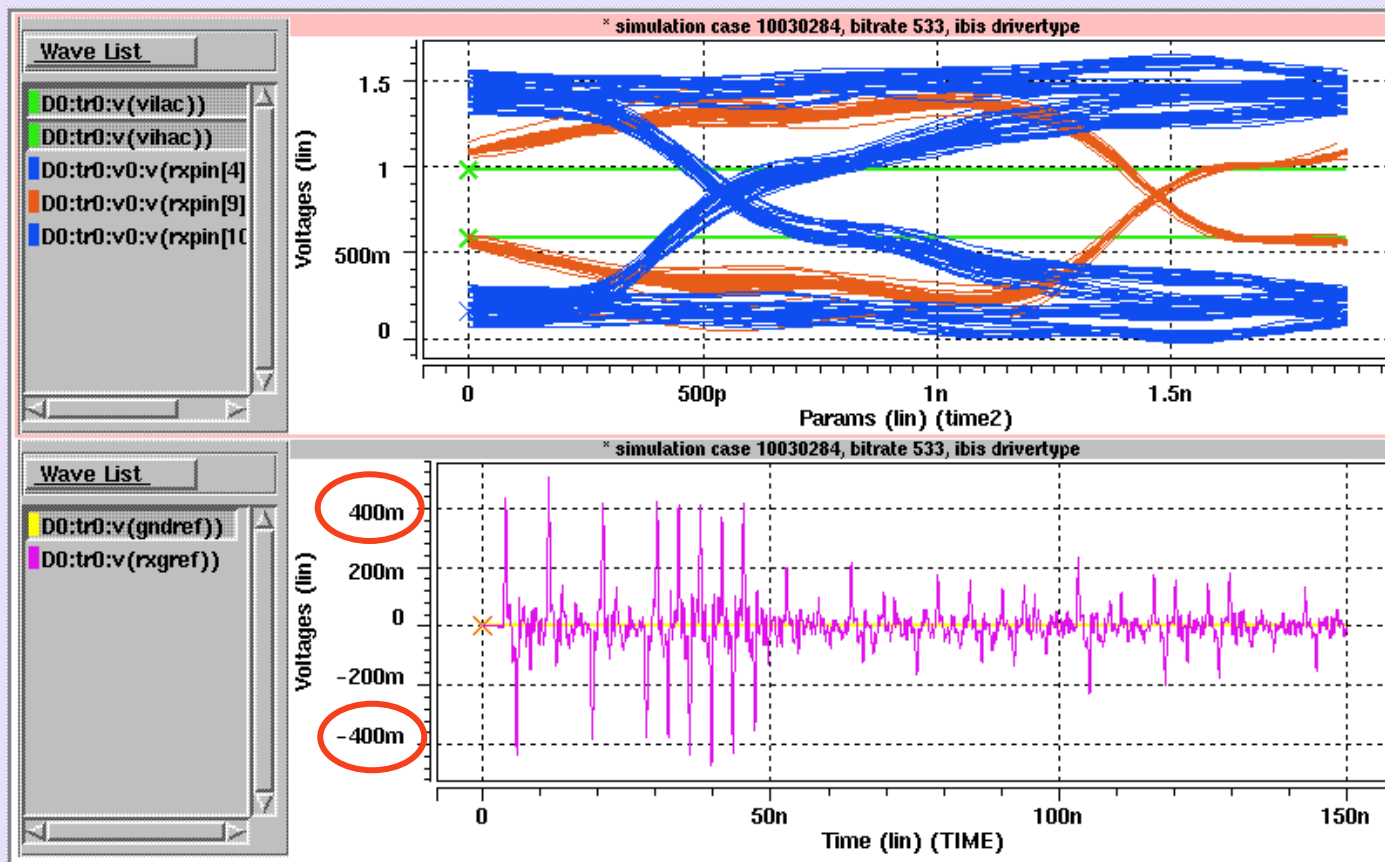 * simulation case 10030284, bitrate 533, ibis drivertype
Wave List
D0:tr0:v(vilac))
D0:tr0:v(vihac))
D0:tr0:v0:v(rxpin[4]
D0:tr0:v0:v(rxpin[9]
D0:tr0:v0:v(rxpin[10
Voltages (lin)
1.5
1
500m
0
0
500p
1n
1.5n
Params (lin) (time2)
* simulation case 10030284, bitrate 533, ibis drivertype
Wave List
D0:tr0:v(gndref))
D0:tr0:v(rxgref))
Voltages (lin)
400m
200m
0
-200m
-400m
0
50n
100n
150n
Time (lin) (TIME)